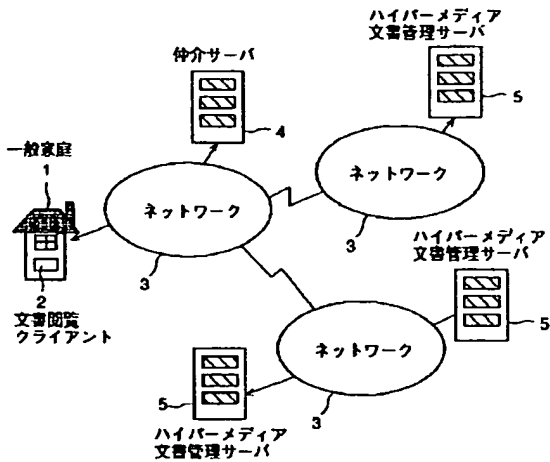 ハイパーメディア
文書管理サーバ
5
仲介サーバ
4
一般家庭
1
ネットワーク
3
ネットワーク
3
2
文書閲覧
クライアント
ハイパーメディア
文書管理サーバ
5
ネットワーク
3
5
ハイパーメディア
文書管理サーバ